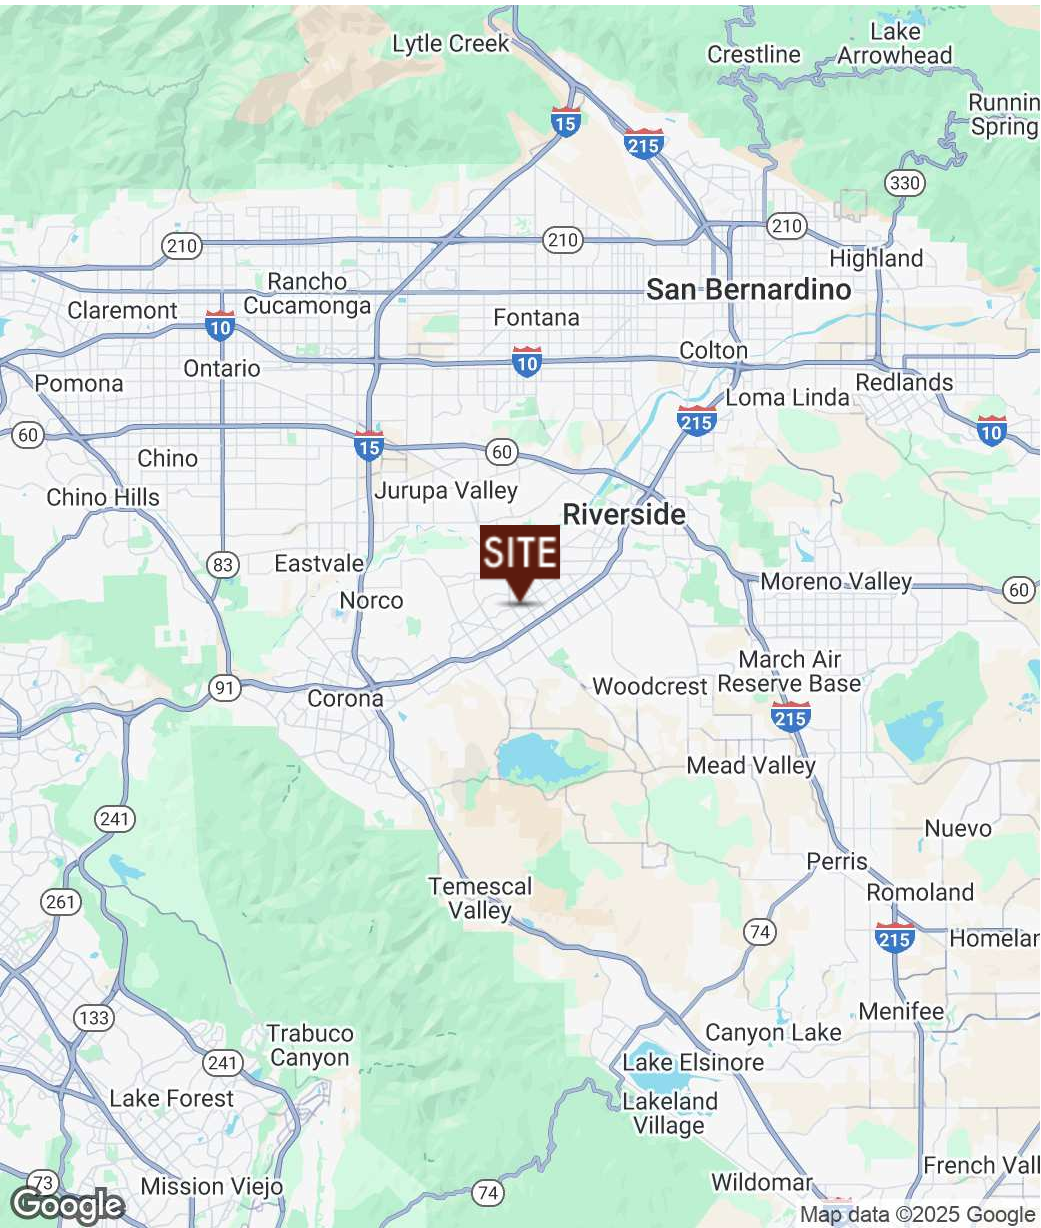 Lytle Creek
Crestline
Lake
Arrowhead
Runnin
Spring
15
215
330
210
210
210
Highland
Rancho
Cucamonga
San Bernardino
Claremont
10
Fontana
Colton
10
Ontario
Pomona
Redlands
Loma Linda
215
60
10
15
60
Chino
Jurupa Valley
Chino Hills
Riverside
SITE
Eastvale
83
Moreno Valley
60
Norco
March Air
Reserve Base
91
Woodcrest
Corona
215
Mead Valley
241
Nuevo
Perris
Temescal
Valley
Romoland
261
74
215
Homelan
133
Menifee
Trabuco
Canyon
Canyon Lake
241
Lake Elsinore
Lake Forest
Lakeland
Village
French Vall
73
Mission Viejo
74
Wildomar
Google
Map data ©2025 Google